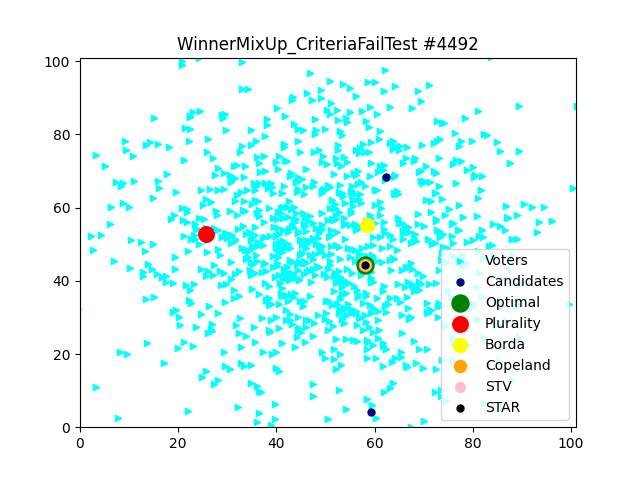 WinnerMixUp_CriteriaFailTest #4492
100
80
60
40
20
0
0 20 40 60 80 100
Voters
Candidates
Optimal
Plurality
Borda
Copeland
STV
STAR